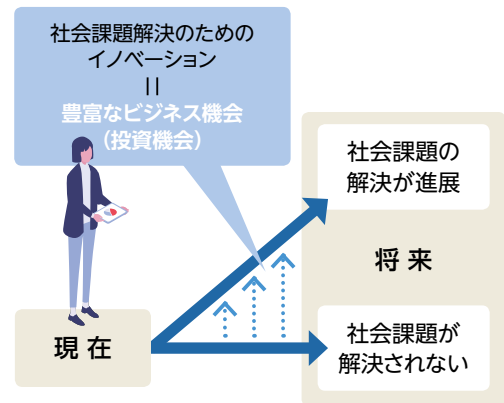 社会課題解決のための
イノベーション
=
豊富なビジネス機会
（投資機会）
社会課題の
解決が進展
将来
現在
社会課題が
解決されない